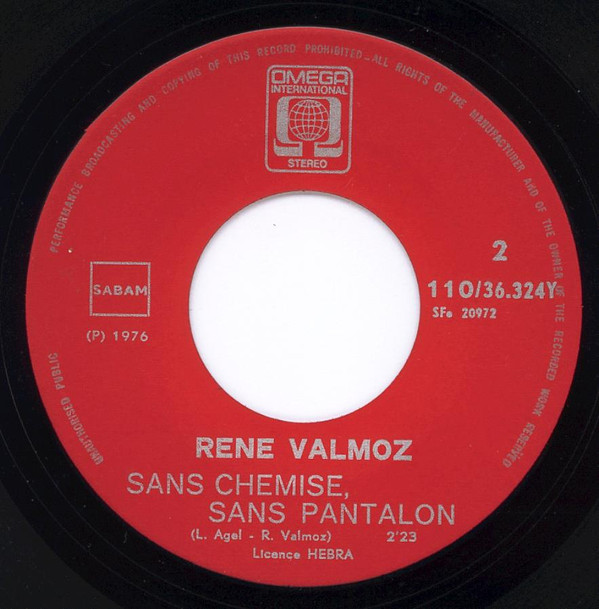 UNAUTHORISED PUBLIC PERFORMANCE BROADCASTING AND COPYING OF THIS RECORD PROHIBITED_ALL RIGHTS OF THE MANUFACTURER AND OF THE OWNER OF THE RECORDED WORK RESERVED
OMEGA
INTERNATIONAL
STEREO
2
SABAM
110/36.324Y
SFe 20972
(P) 1976
RENE VALMOZ
SANS CHEMISE,
SANS PANTALON
(L. Agel - R. Valmoz) 2'23
Licence HEBRA